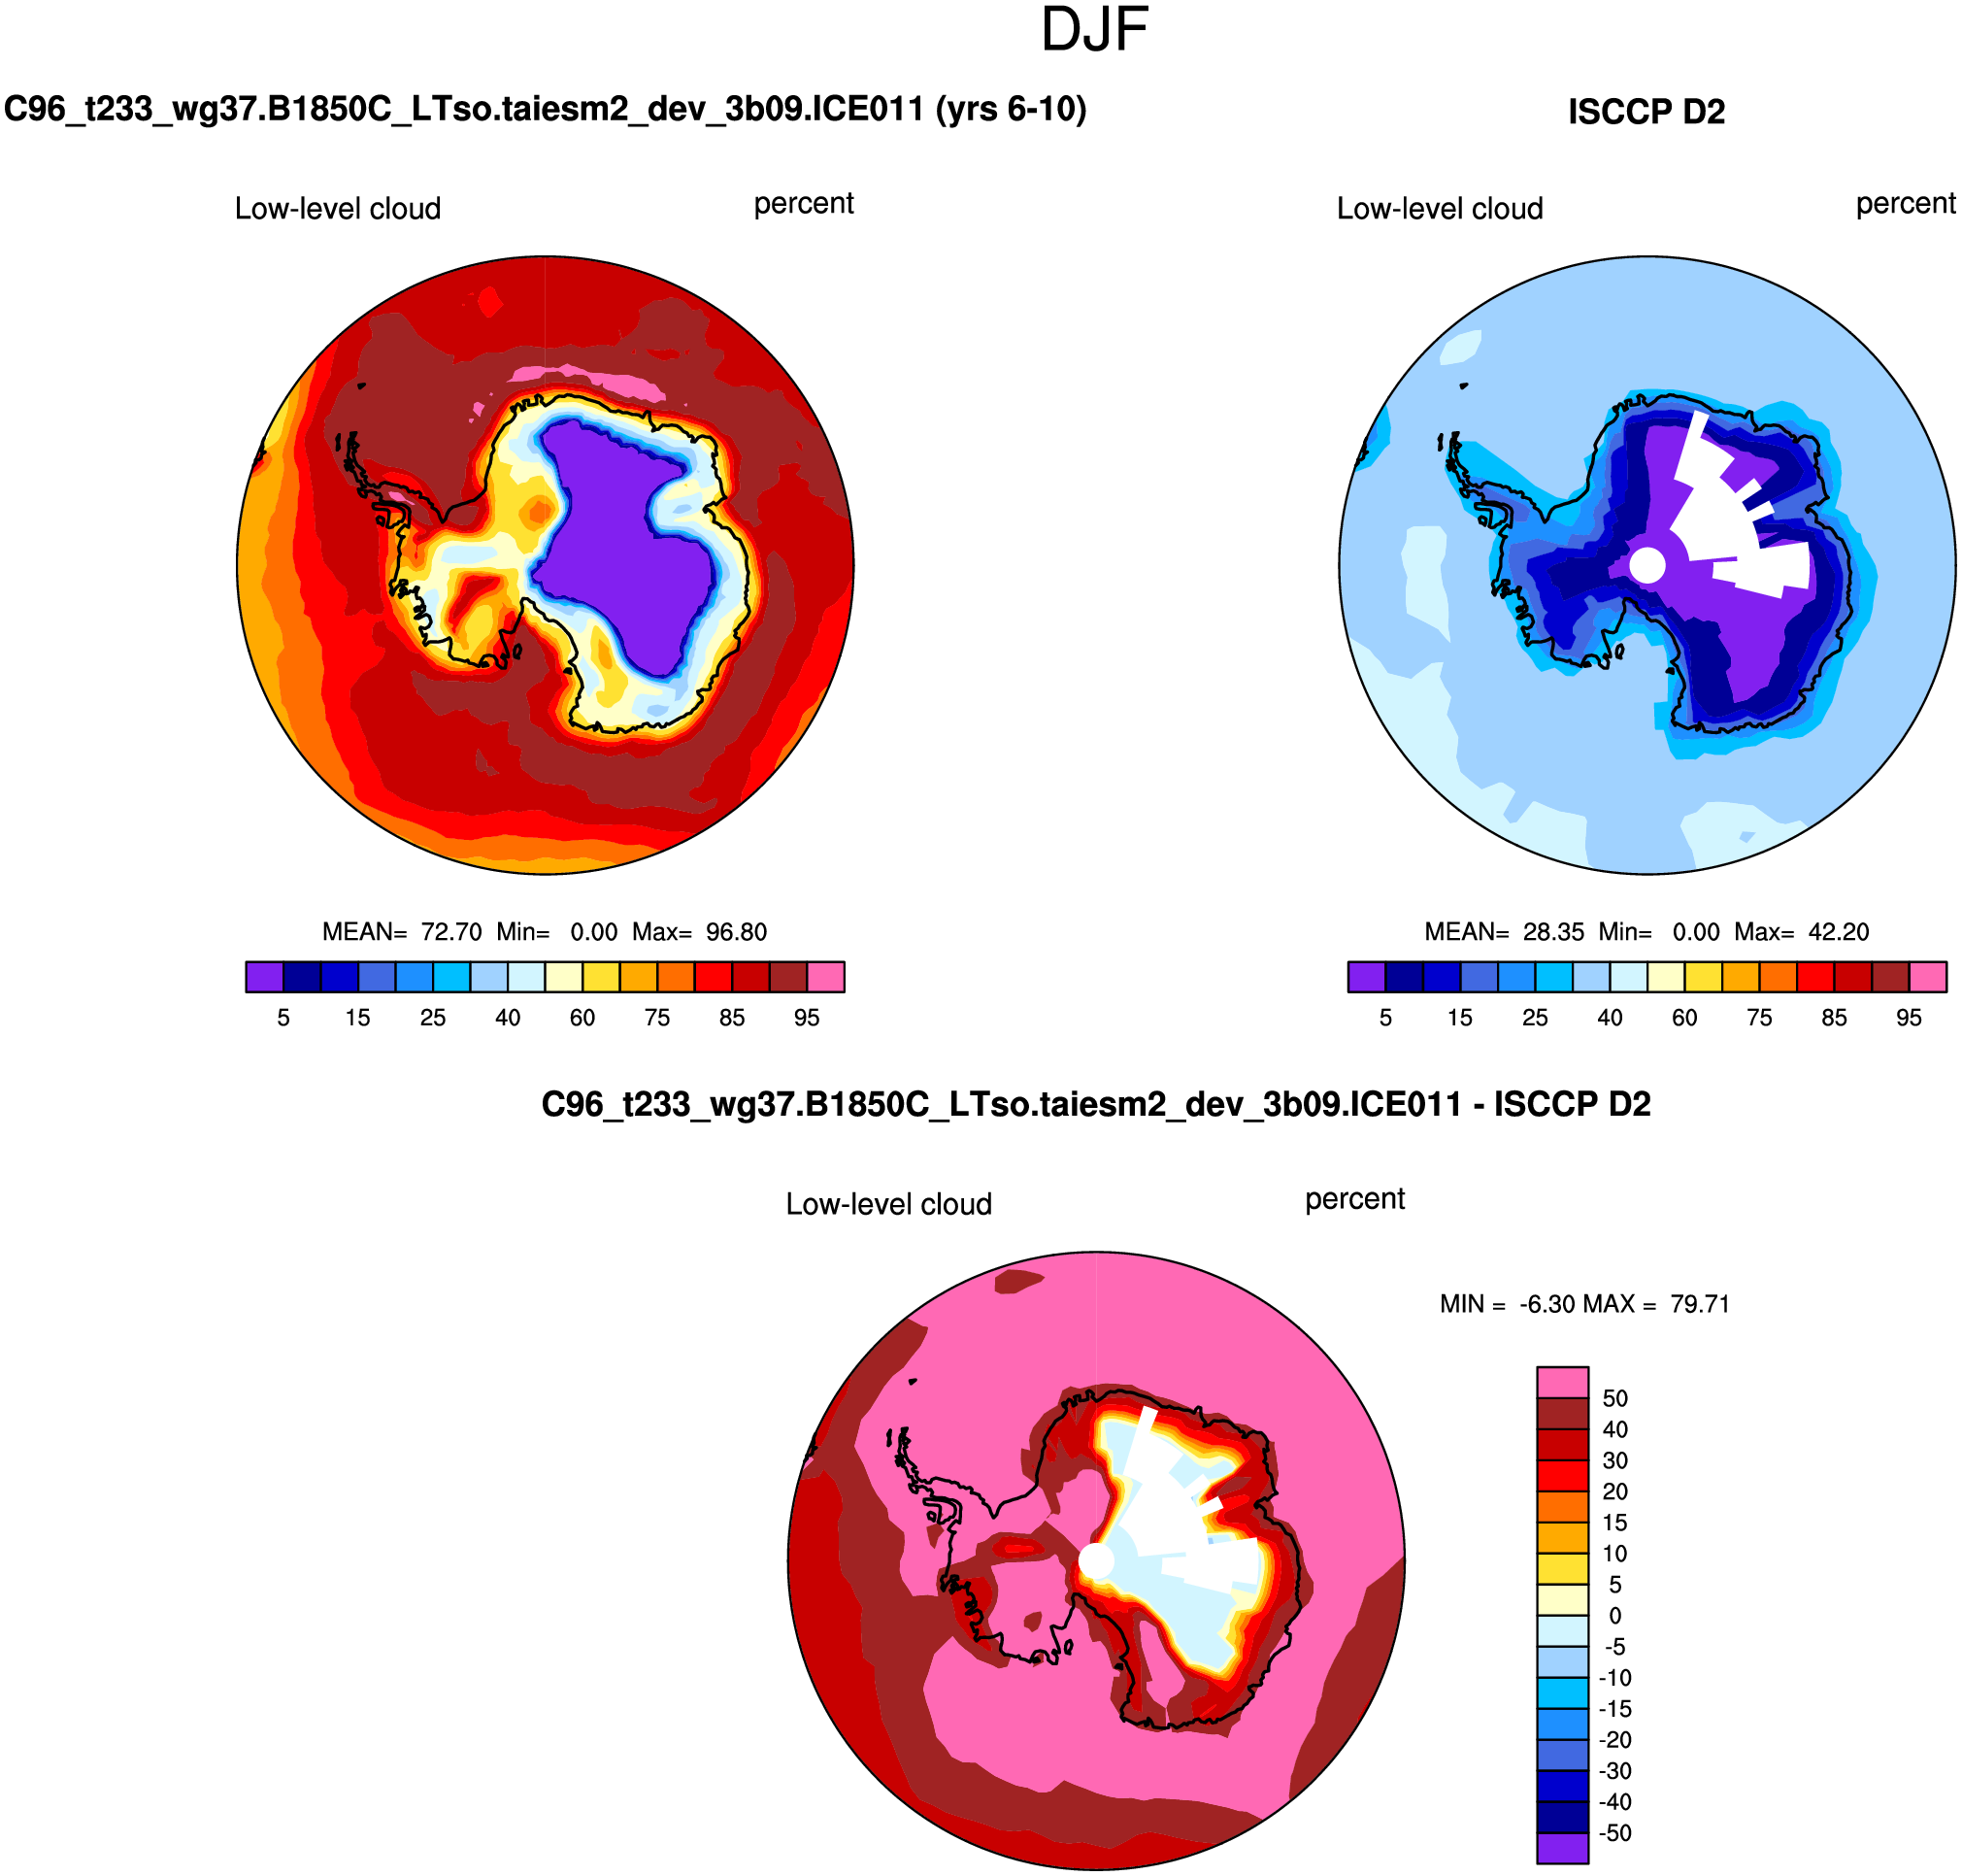 DJF
C96_t233_wg37.B1850C_LTso.taiesm2_dev_3b09.ICE011 (yrs 6-10)
ISCCP D2
Low-level cloud percent
Low-level cloud percent
MEAN= 72.70 Min= 0.00 Max= 96.80
MEAN= 28.35 Min= 0.00 Max= 42.20
5 15 25 40 60 75 85 95
5 15 25 40 60 75 85 95
C96_t233_wg37.B1850C_LTso.taiesm2_dev_3b09.ICE011 - ISCCP D2
Low-level cloud percent
MIN = -6.30 MAX = 79.71
50
40
30
20
15
10
5
0
-5
-10
-15
-20
-30
-40
-50